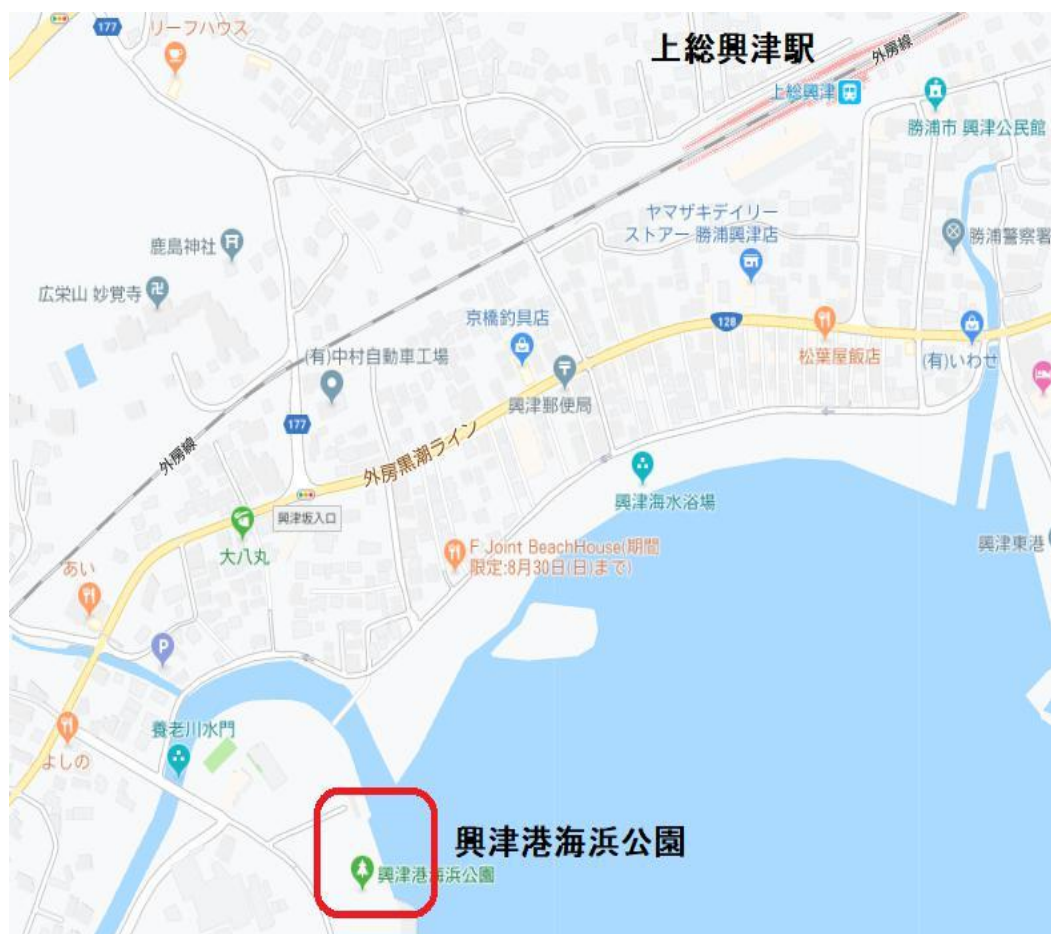 177
リーフハウス
上総興津駅
外房線
上総興津
勝浦市 興津公民館
ヤマザキデイリー
ストアー 勝浦興津店
勝浦警察署
鹿島神社
広栄山 妙覚寺
京橋釣具店
128
松葉屋飯店
(有)いわせ
(有)中村自動車工場
興津郵便局
177
外房線
外房黒潮ライン
興津海水浴場
興津坂入口
大八丸
F Joint BeachHouse(期間
限定:8月30日(日)まで)
興津東港
あい
P
養老川水門
よしの
興津港海浜公園
興津港海浜公園